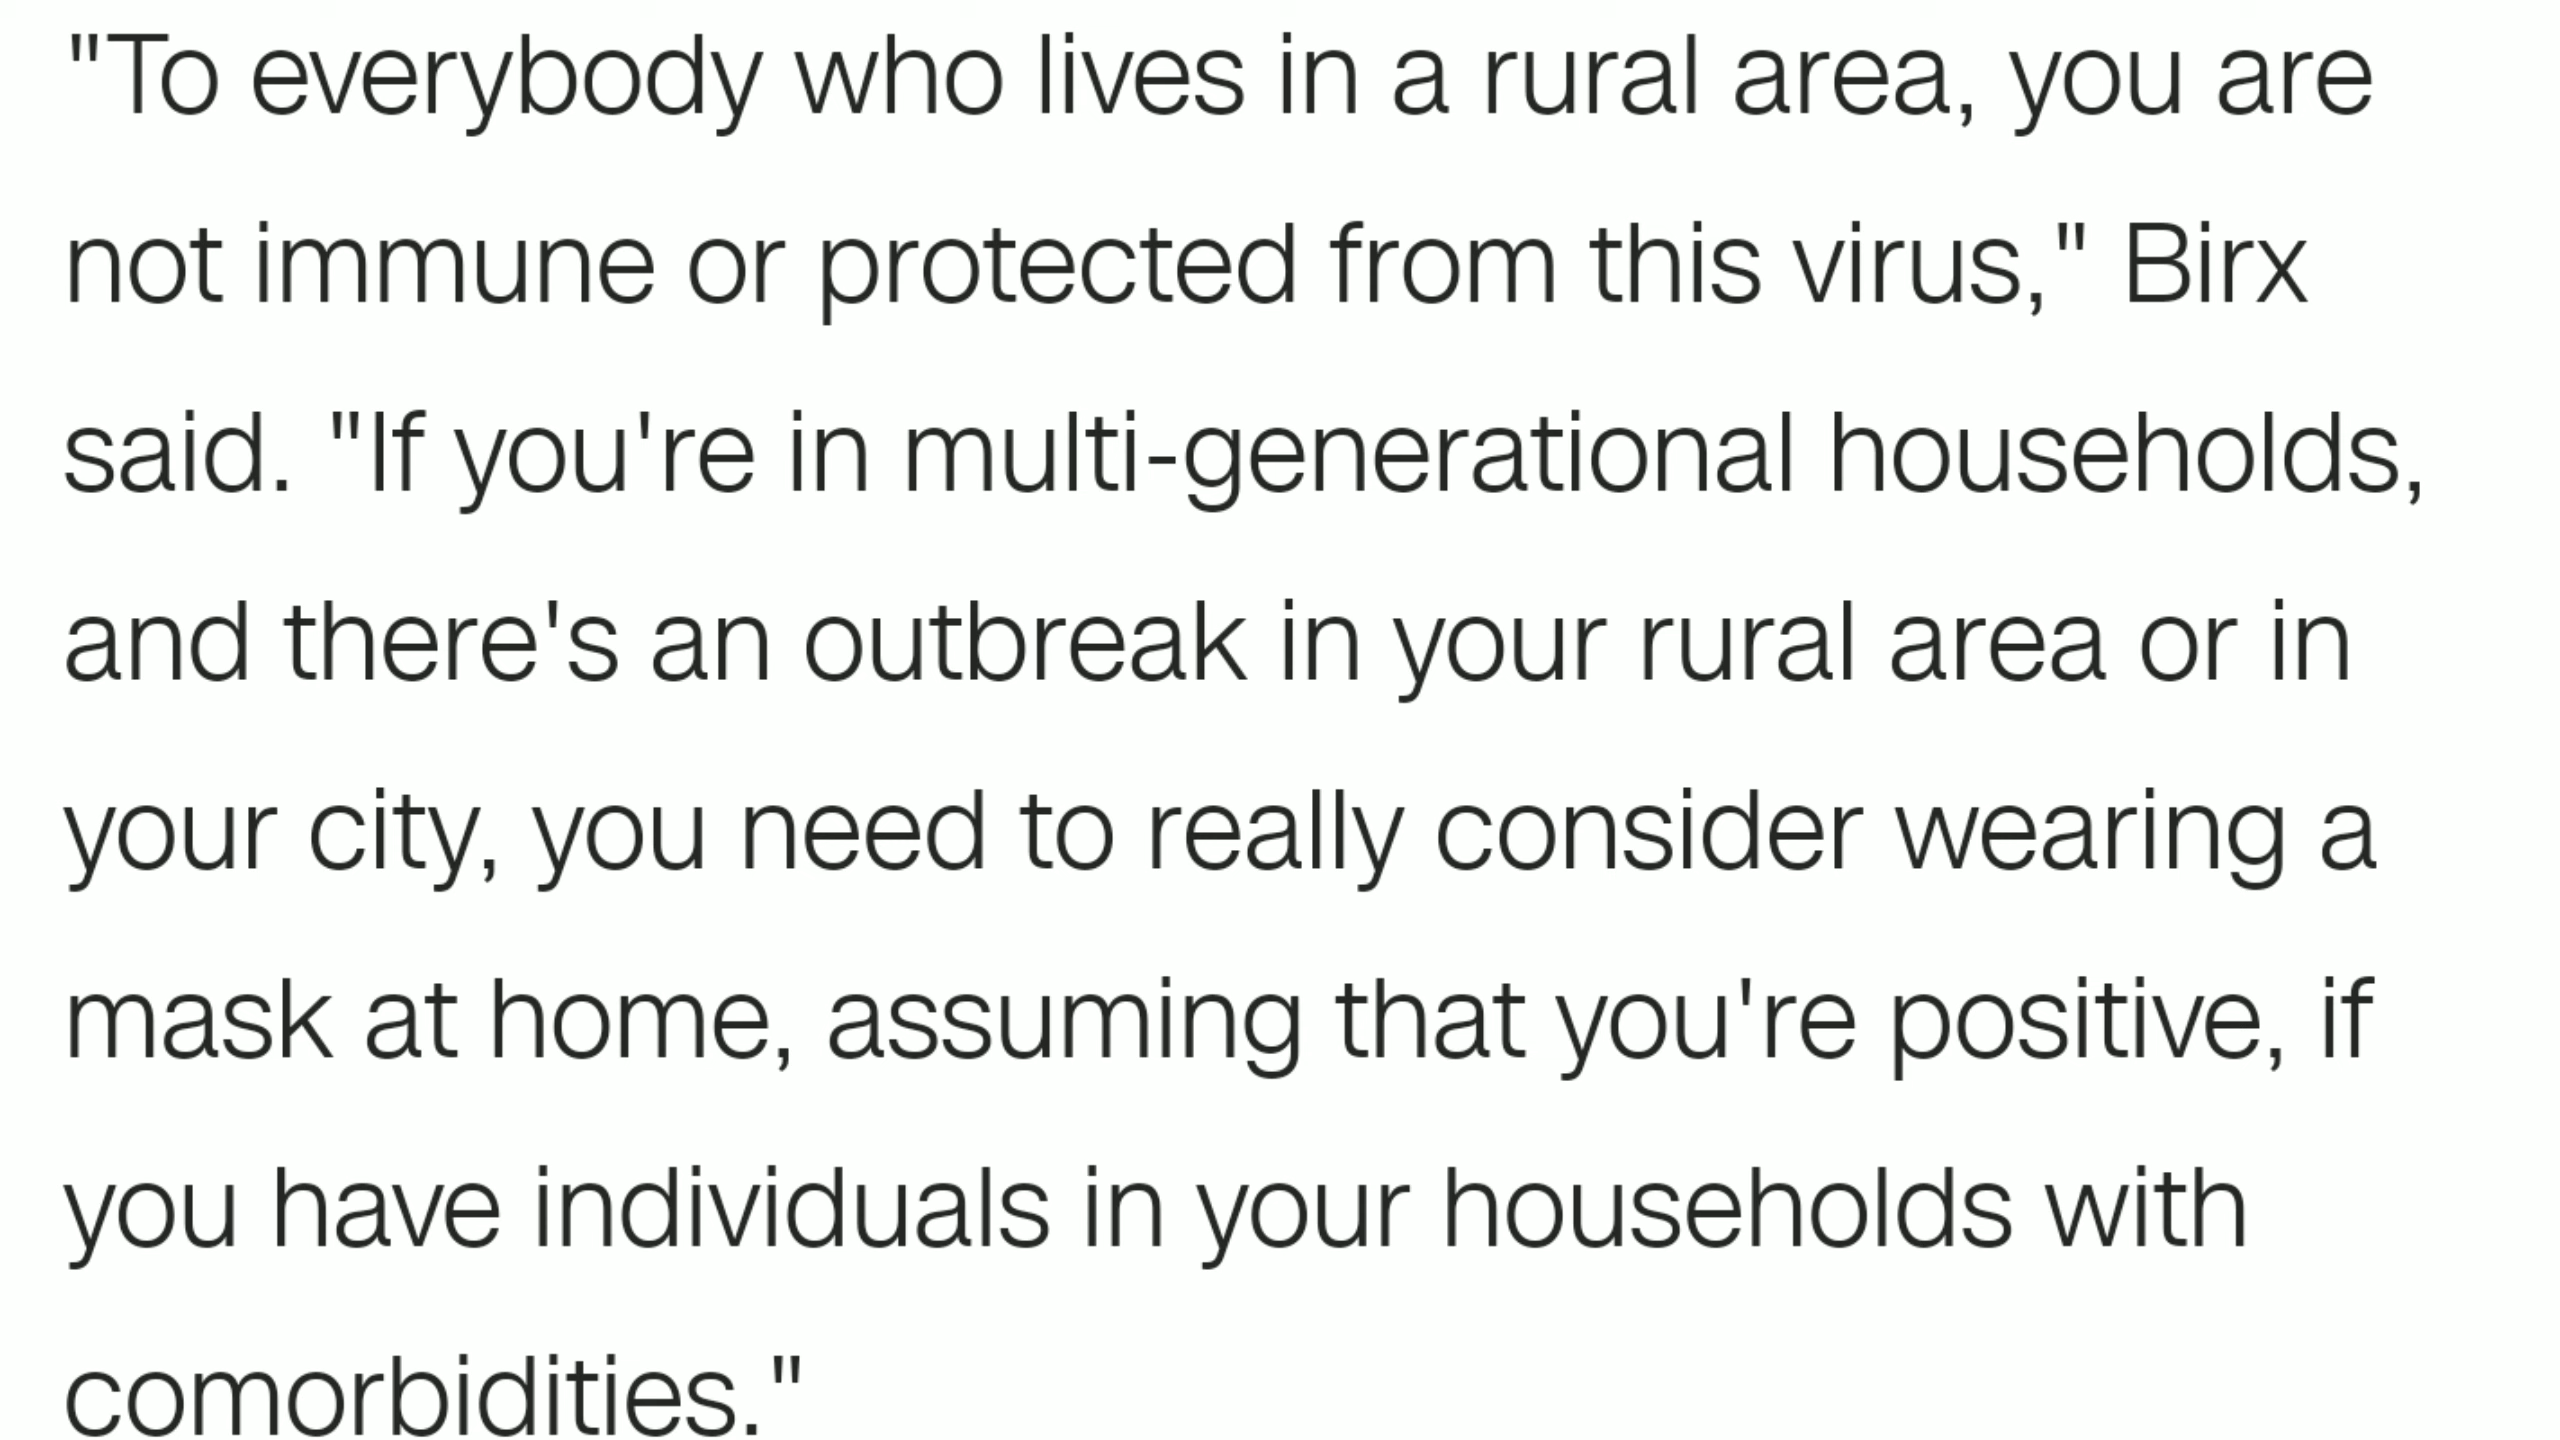 "To everybody who lives in a rural area, you are
not immune or protected from this virus," Birx
said. "If you're in multi-generational households,
and there's an outbreak in your rural area or in
your city, you need to really consider wearing a
mask at home, assuming that you're positive, if
you have individuals in your households with
comorbidities."